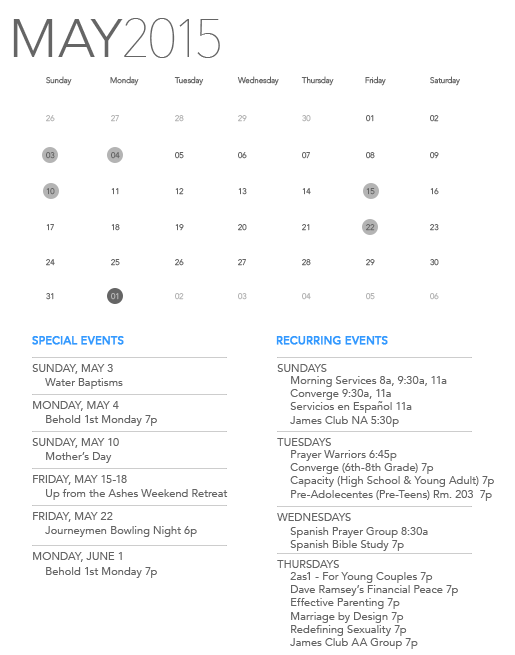 MAY2015
Sunday Monday Tuesday Wednesday Thursday Friday Saturday
26 27 28 29 30 01 02
03 04 05 06 07 08 09
10 11 12 13 14 15 16
17 18 19 20 21 22 23
24 25 26 27 28 29 30
31 01 02 03 04 05 06
SPECIAL EVENTS
SUNDAY, MAY 3
Water Baptisms
MONDAY, MAY 4
Behold 1st Monday 7p
SUNDAY, MAY 10
Mother's Day
FRIDAY, MAY 15-18
Up from the Ashes Weekend Retreat
FRIDAY, MAY 22
Journeymen Bowling Night 6p
MONDAY, JUNE 1
Behold 1st Monday 7p
RECURRING EVENTS
SUNDAYS
Morning Services 8a, 9:30a, 11a
Converge 9:30a, 11a
Servicios en Español 11a
James Club NA 5:30p
TUESDAYS
Prayer Warriors 6:45p
Converge (6th-8th Grade) 7p
Capacity (High School & Young Adult) 7p
Pre-Adolecentes (Pre-Teens) Rm. 203 7p
WEDNESDAYS
Spanish Prayer Group 8:30a
Spanish Bible Study 7p
THURSDAYS
2as1 - For Young Couples 7p
Dave Ramsey's Financial Peace 7p
Effective Parenting 7p
Marriage by Design 7p
Redefining Sexuality 7p
James Club AA Group 7p